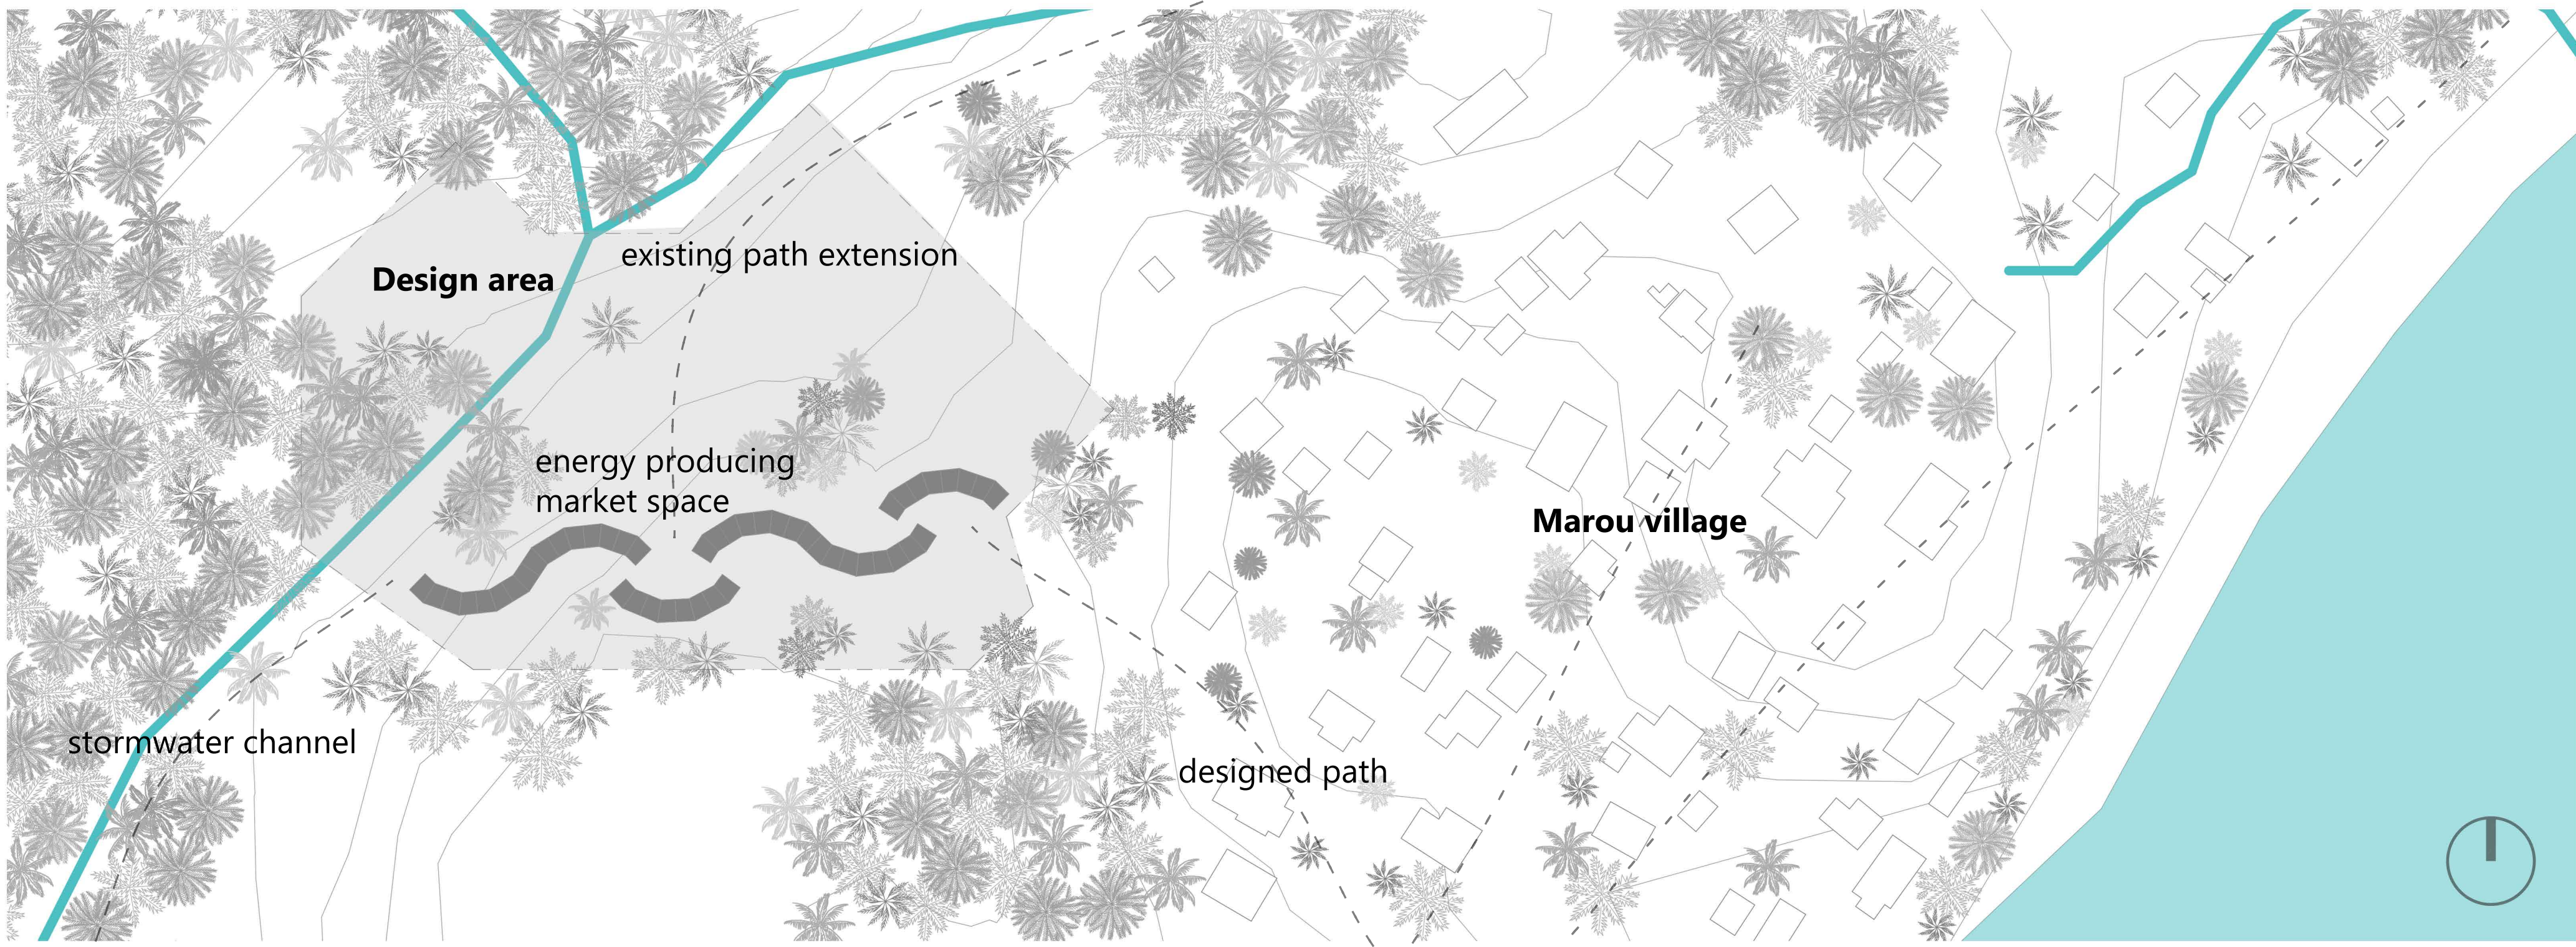 existing path extension
Design area
energy producing
market space
Marou village
stormwater channel
designed path